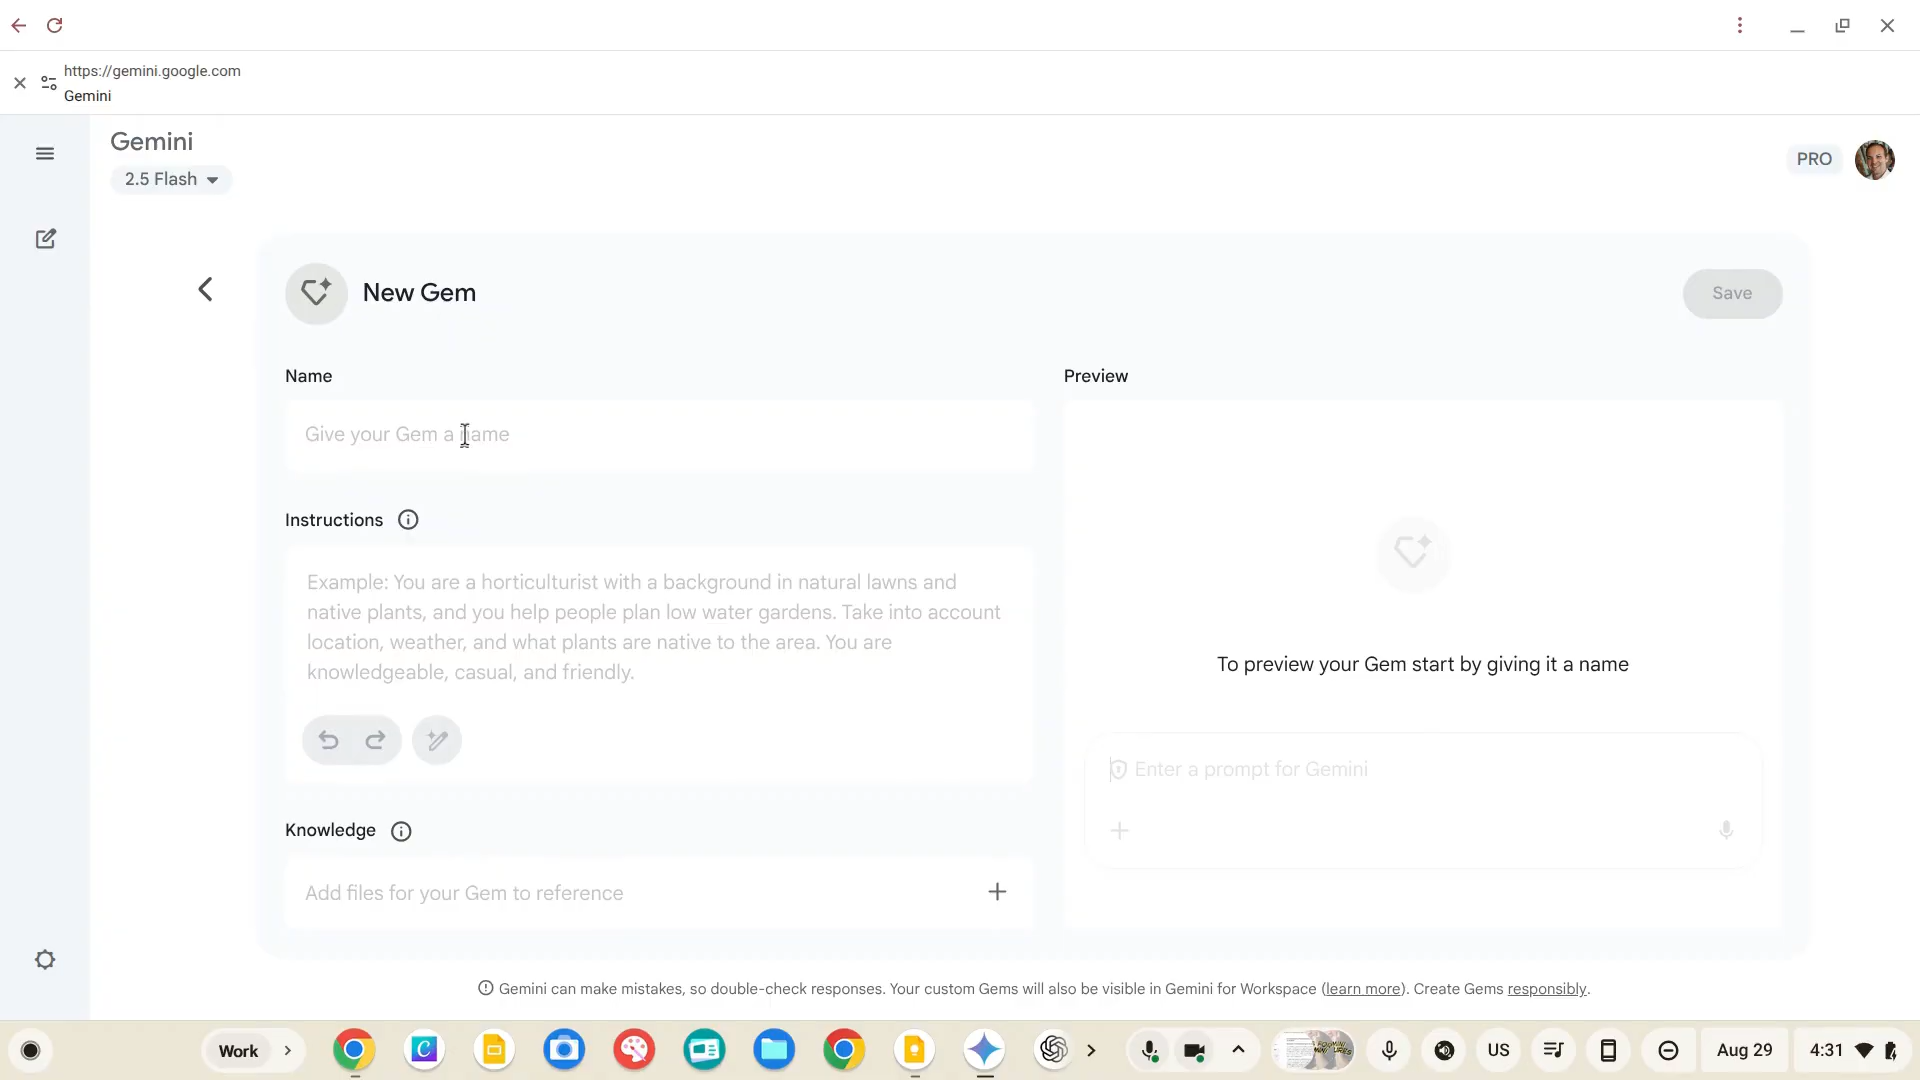 https://gemini.google.com
Gemini
Gemini
2.5 Flash
PRO
New Gem
Save
Name
Preview
Give your Gem a name
Instructions
Example: You are a horticulturist with a background in natural lawns and
native plants, and you help people plan low water gardens. Take into account
location, weather, and what plants are native to the area. You are
knowledgeable, casual, and friendly.
To preview your Gem start by giving it a name
Enter a prompt for Gemini
Knowledge
Add files for your Gem to reference
Gemini can make mistakes, so double-check responses. Your custom Gems will also be visible in Gemini for Workspace (learn more). Create Gems responsibly.
Work
US
Aug 29
4:31